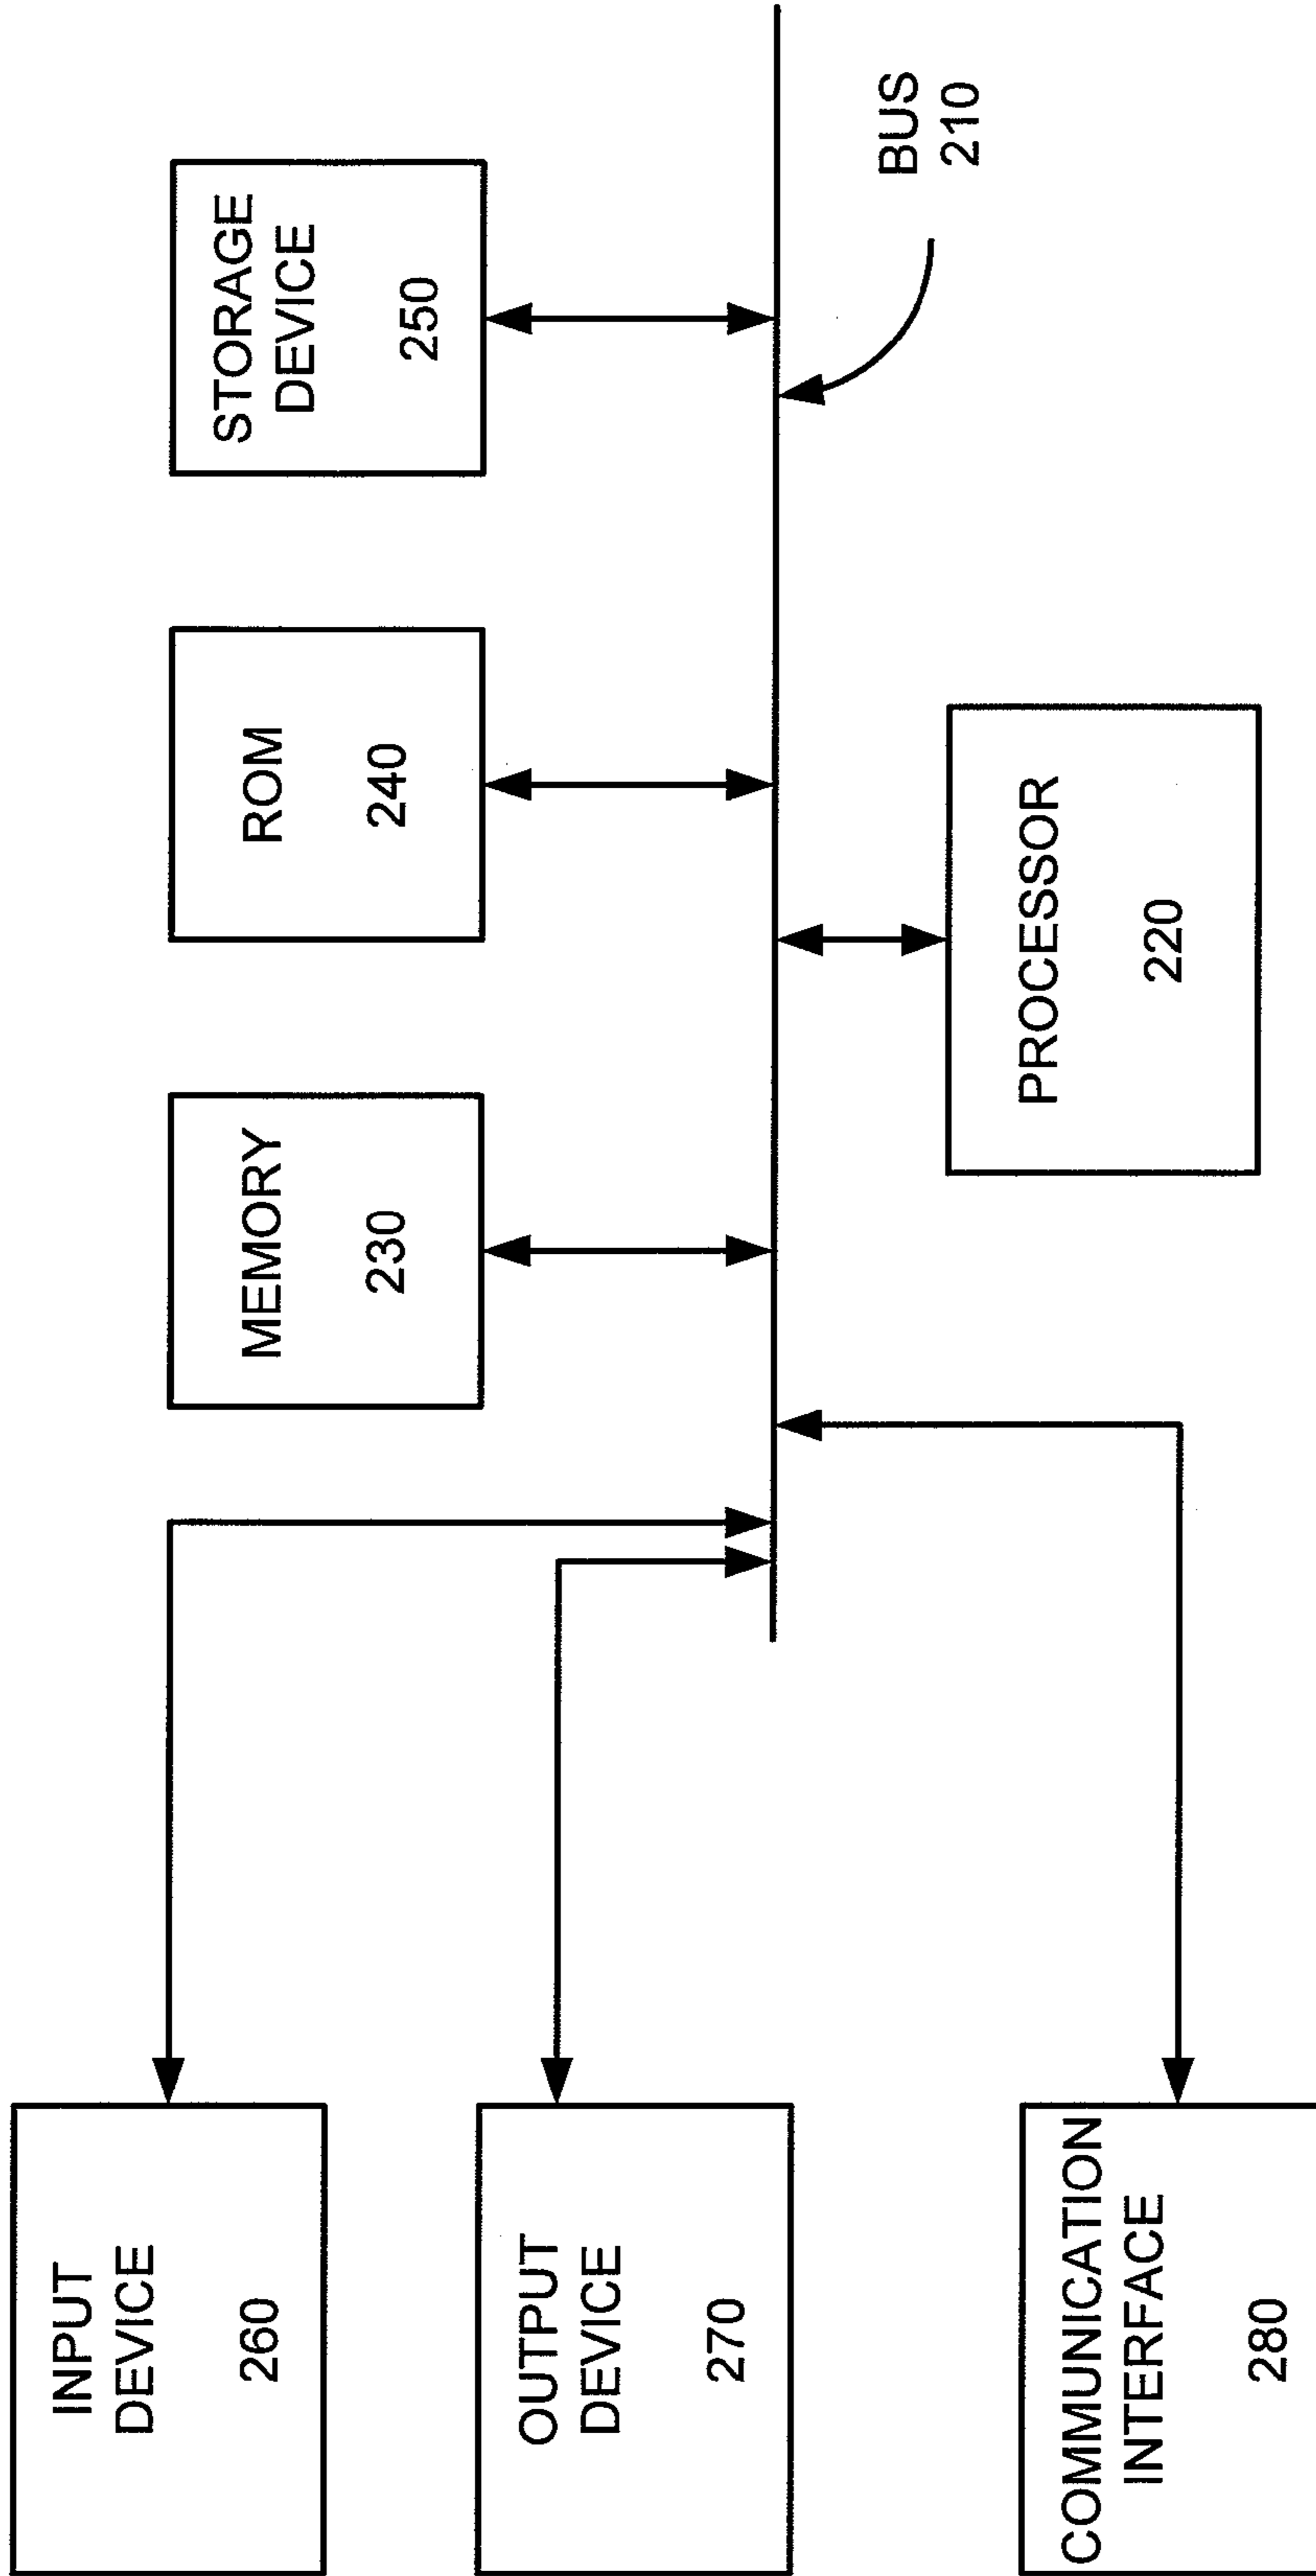 INPUT
DEVICE
260
MEMORY
230
ROM
240
STORAGE
DEVICE
250
OUTPUT
DEVICE
270
BUS
210
COMMUNICATION
INTERFACE
280
PROCESSOR
220